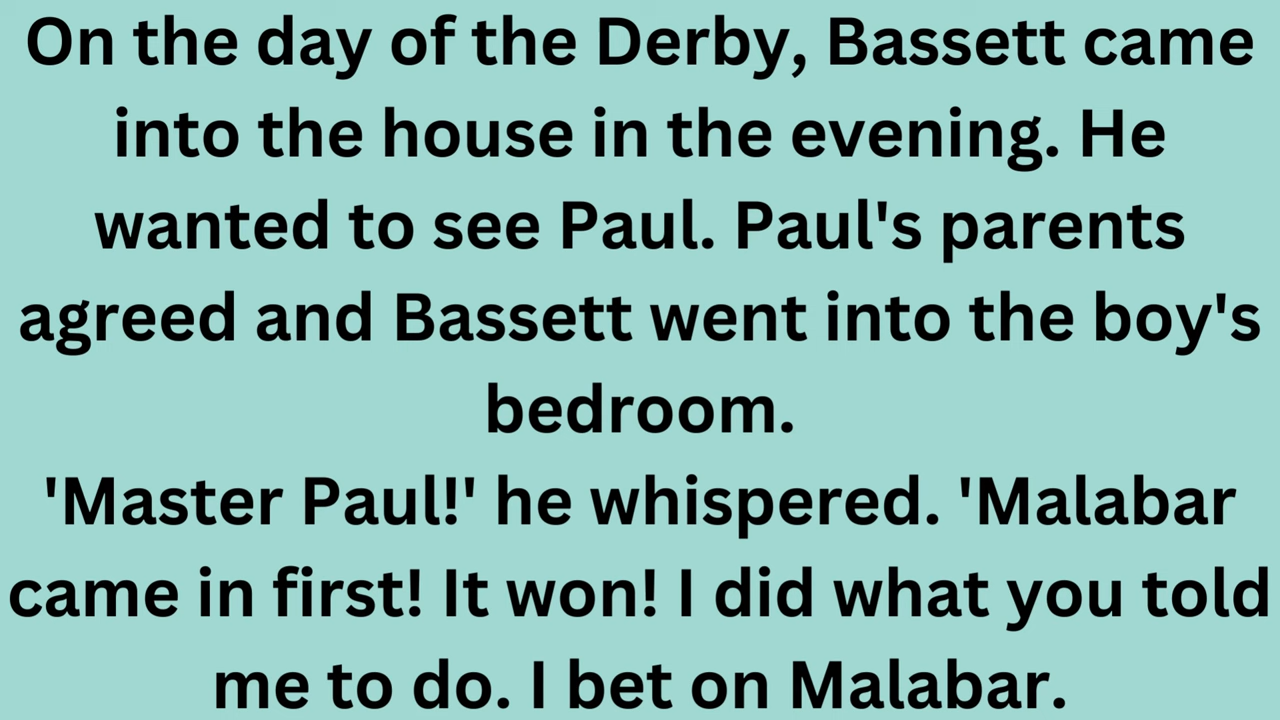 On the day of the Derby, Bassett came
into the house in the evening. He
wanted to see Paul. Paul's parents
agreed and Bassett went into the boy's
bedroom.
'Master Paul!' he whispered. 'Malabar
came in first! It won! I did what you told
me to do. I bet on Malabar.